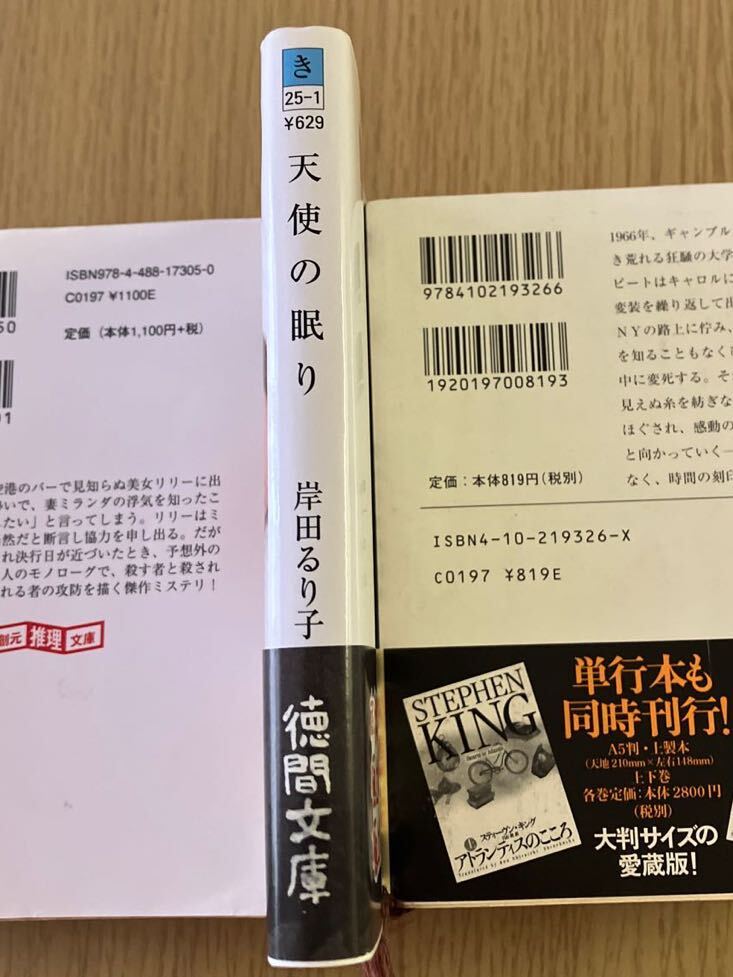 き
25-1
¥629
天使の眠り
岸田るり子
徳間文庫
ISBN978-4-488-17305-0
C0197 ¥1100E
定価(本体1,100円+税)
港のバーで見知らぬ美女リリーに出
いで、妻ミランダの浮気を知ったこ
たい」と言ってしまう。リリーはミ
然だと断言し協力を申し出る。だが
れ決行日が近づいたとき、予想外の
人のモノローグで、殺す者と殺され
れる者の攻防を描く傑作ミステリ!
創元推理文庫
9784102193266
1920197008193
定価:本体819円(税別)
ISBN4-10-219326-X
C0197 ¥819E
1966年、ギャンブル
き荒れる狂騒の大学
ピートはキャロルに
変装を繰り返して出
NYの路上に佇み、
を知ることもなく
中に変死する。そ
見えぬ糸を紡ぎな
ほぐされ、感動の
と向かっていく—
なく、時間の刻印
STEPHEN
KING
Hearts in Atlantis
スティーヴン・キング
上
アトランティスのこころ
単行本も
同時刊行!
A5判・上製本
(天地210mm×左右148mm)
上下巻
各巻定価:本体2800円
(税別)
大判サイズの
愛蔵版!